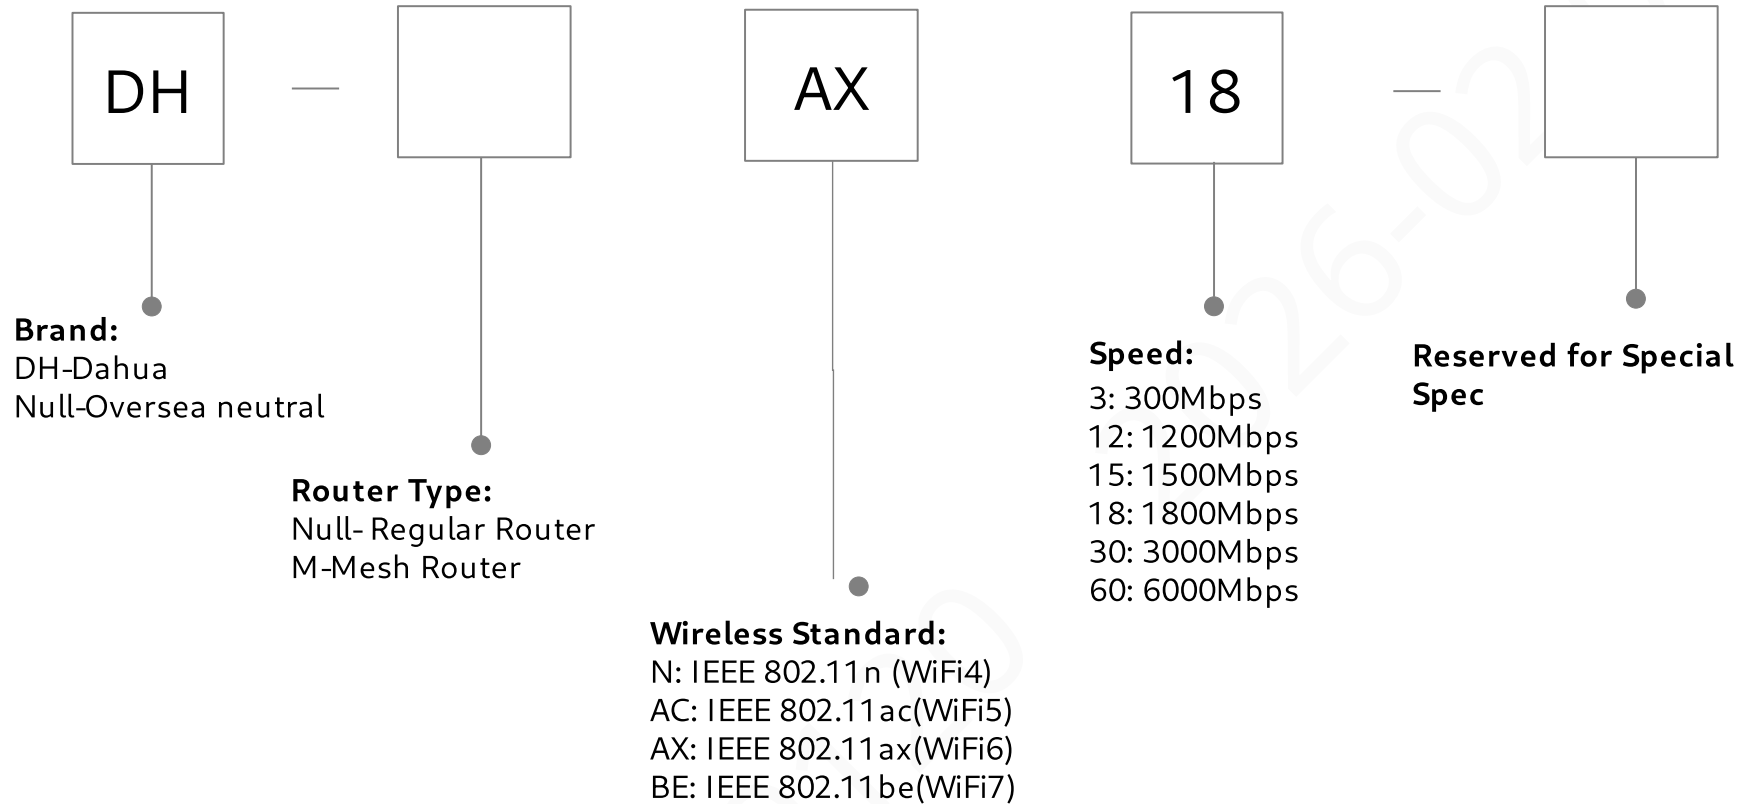 DH — AX 18 —
Brand:
DH-Dahua
Null-Oversea neutral
Router Type:
Null- Regular Router
M-Mesh Router
Wireless Standard:
N: IEEE 802.11n (WiFi4)
AC: IEEE 802.11ac(WiFi5)
AX: IEEE 802.11ax(WiFi6)
BE: IEEE 802.11be(WiFi7)
Speed:
3: 300Mbps
12: 1200Mbps
15: 1500Mbps
18: 1800Mbps
30: 3000Mbps
60: 6000Mbps
Reserved for Special
Spec